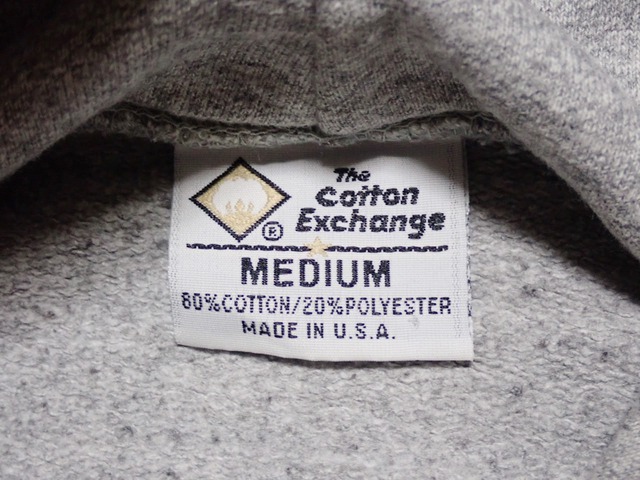 The
Cotton
Exchange
®
MEDIUM
80%COTTON/20%POLYESTER
MADE IN U.S.A.